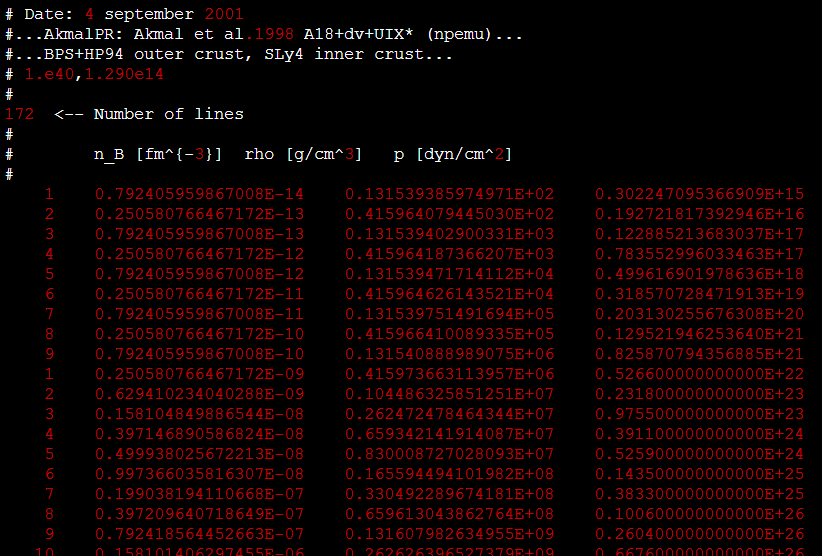 # Date: 4 september 2001
#...AkmalPR: Akmal et al.1998 A18+dv+UIX* (npemu)...
#...BPS+HP94 outer crust, SLy4 inner crust...
# 1.e40,1.290e14
#
172 <-- Number of lines
#
# n_B [fm^{-3}] rho [g/cm^3] p [dyn/cm^2]
#
1 0.792405959867008E-14 0.131539385974971E+02 0.302247095366909E+15
2 0.250580766467172E-13 0.415964079445030E+02 0.192721817392946E+16
3 0.792405959867008E-13 0.131539402900331E+03 0.122885213683037E+17
4 0.250580766467172E-12 0.415964187366207E+03 0.783552996033463E+17
5 0.792405959867008E-12 0.131539471714112E+04 0.499616901978636E+18
6 0.250580766467172E-11 0.415964626143521E+04 0.318570728471913E+19
7 0.792405959867008E-11 0.131539751491694E+05 0.203130255676308E+20
8 0.250580766467172E-10 0.415966410089335E+05 0.129521946253640E+21
9 0.792405959867008E-10 0.131540888989075E+06 0.825870794356885E+21
1 0.250580766467172E-09 0.415973663113957E+06 0.526600000000000E+22
2 0.629410234040288E-09 0.104486325851251E+07 0.231800000000000E+23
3 0.158104849886544E-08 0.262472478464344E+07 0.975500000000000E+23
4 0.397146890586824E-08 0.659342141914087E+07 0.391100000000000E+24
5 0.499938025672213E-08 0.830008727028093E+07 0.525900000000000E+24
6 0.997366035816307E-08 0.165594494101982E+08 0.143500000000000E+25
7 0.199038194110668E-07 0.330492289674181E+08 0.383300000000000E+25
8 0.397209640718649E-07 0.659613043862764E+08 0.100600000000000E+26
9 0.792418564452663E-07 0.131607982634955E+09 0.260400000000000E+26
10 0.158101406297455E-06 0.262626396527379E+09 0.667600000000000E+26